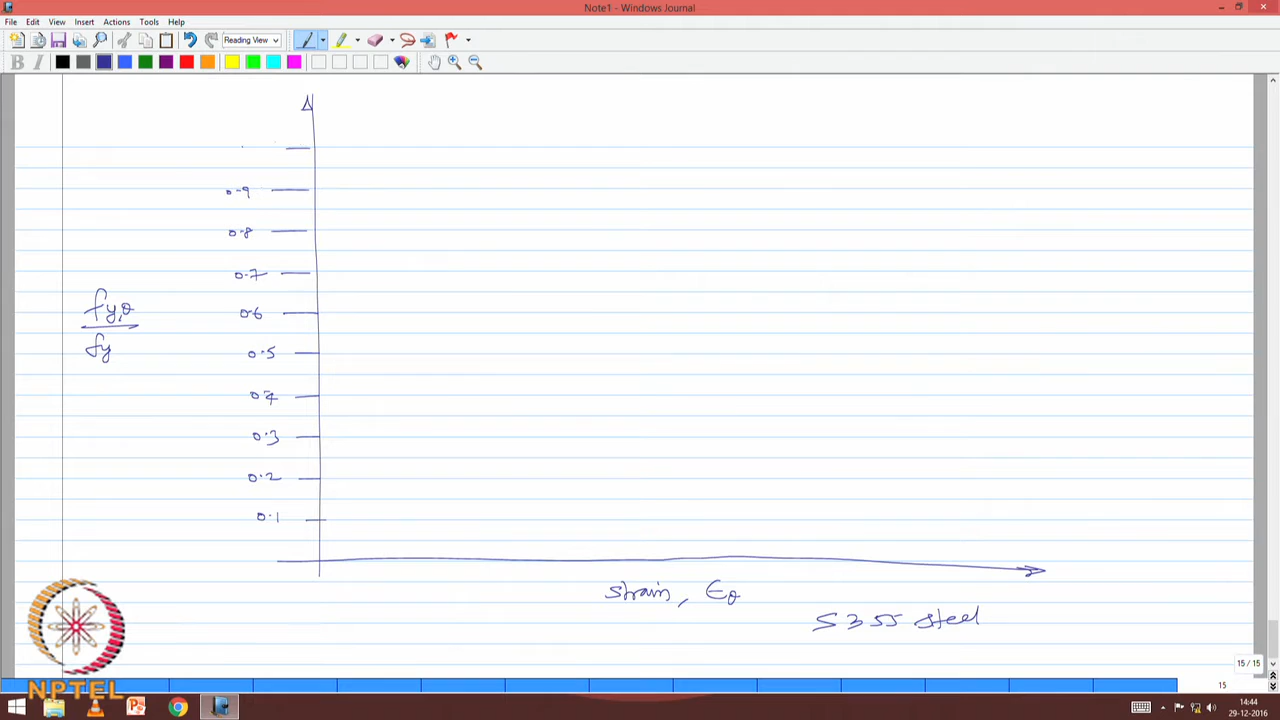 Note1 - Windows Journal
File Edit View Insert Actions Tools Help
Reading View
B I
0.9
0.8
0.7
0.6
0.5
0.4
0.3
0.2
0.1
fy,θ
fy
strain, Єθ
S355 steel
15 / 15
15
NPTEL
14:44
29-12-2016